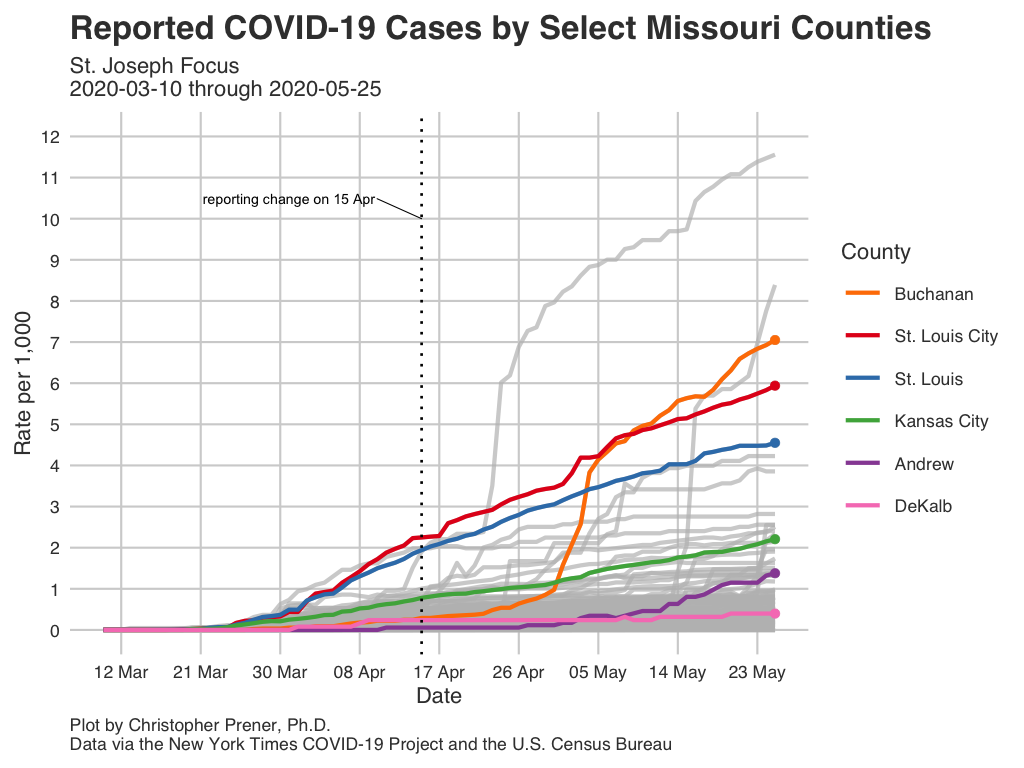 Reported COVID-19 Cases by Select Missouri Counties
St. Joseph Focus
2020-03-10 through 2020-05-25
12
11
10
9
8
7
6
5
4
3
2
1
0
Rate per 1,000
reporting change on 15 Apr
12 Mar
21 Mar
30 Mar
08 Apr
17 Apr
26 Apr
05 May
14 May
23 May
Date
County
Buchanan
St. Louis City
St. Louis
Kansas City
Andrew
DeKalb
Plot by Christopher Prener, Ph.D.
Data via the New York Times COVID-19 Project and the U.S. Census Bureau